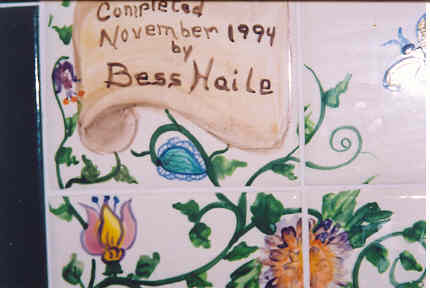 Completed
November 1994
by
Bess Haile